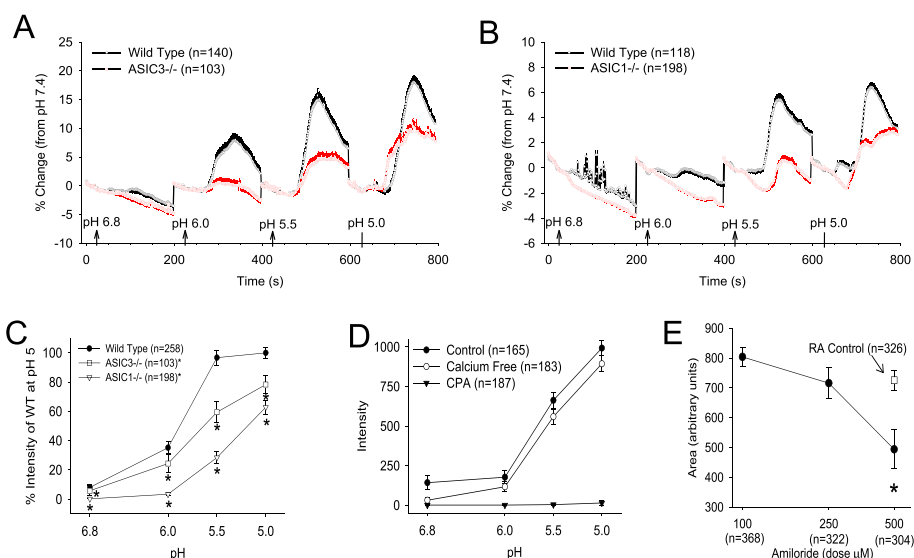 A
Wild Type (n=140)
ASIC3-/- (n=103)
% Change (from pH 7.4)
25
20
15
10
5
0
-5
-10
pH 6.8
pH 6.0
pH 5.5
pH 5.0
0
200
400
600
800
Time (s)
B
Wild Type (n=118)
ASIC1-/- (n=198)
% Change (from pH 7.4)
10
8
6
4
2
0
-2
-4
-6
pH 6.8
pH 6.0
pH 5.5
pH 5.0
0
200
400
600
800
Time (s)
C
Wild Type (n=258)
ASIC3-/- (n=103)*
ASIC1-/- (n=198)*
% Intensity of WT at pH 5
100
80
60
40
20
0
*
*
*
*
*
*
*
*
6.8
6.0
5.5
5.0
pH
D
Control (n=165)
Calcium Free (n=183)
CPA (n=187)
Intensity
1000
750
500
250
0
6.8
6.0
5.5
5.0
pH
E
RA Control (n=326)
Area (arbitrary units)
900
800
700
600
500
400
300
*
100
250
500
(n=368)
(n=322)
(n=304)
Amiloride (dose µM)